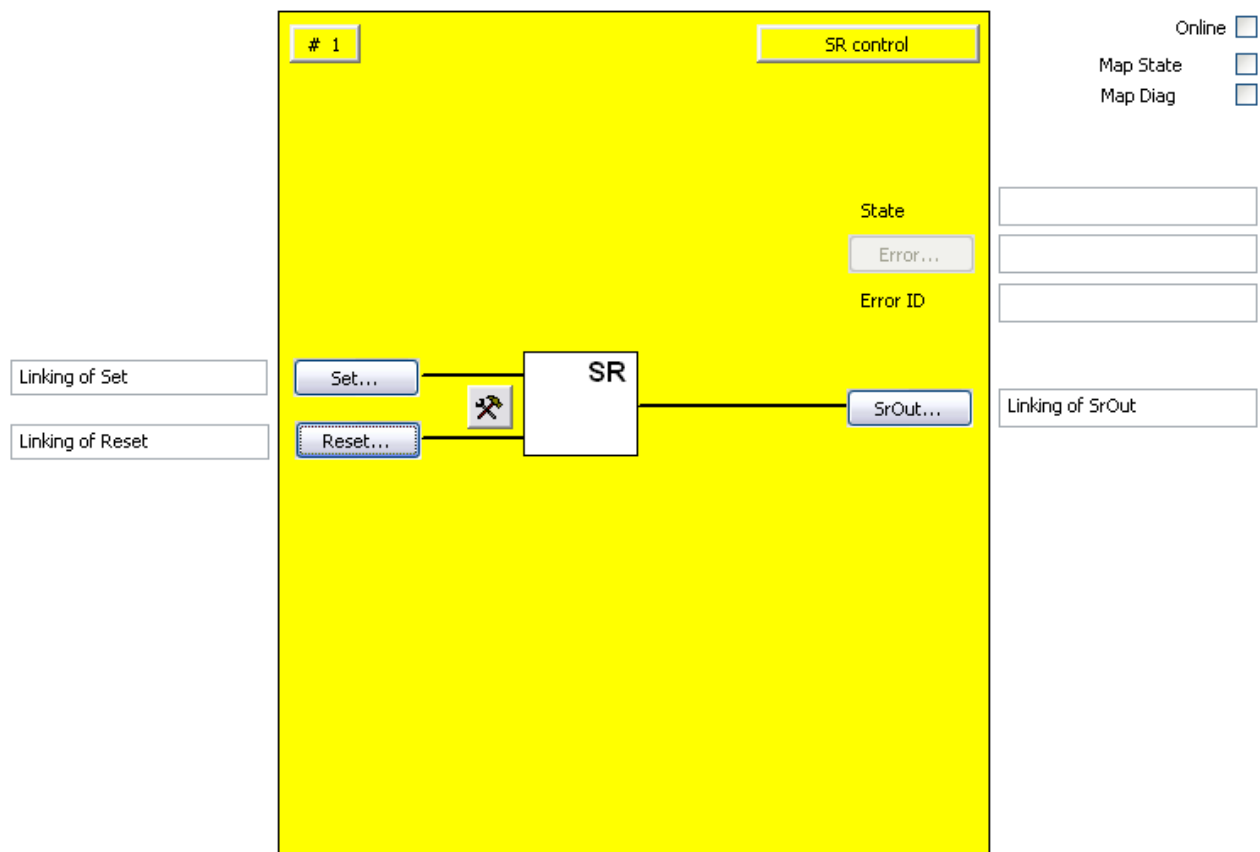 # 1
SR control
Online
Map State
Map Diag
State
Error...
Error ID
Linking of Set
Set...
SR
Linking of Reset
Reset...
SrOut...
Linking of SrOut